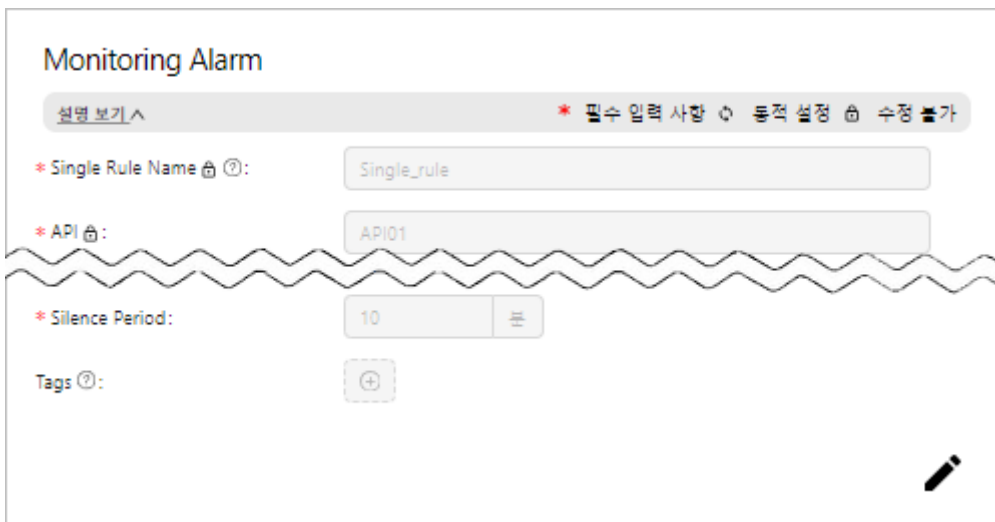 Monitoring Alarm
설명 보기 * 필수 입력 사항 동적 설정 수정 불가
* Single Rule Name : Single_rule
* API : API01
* Silence Period: 10 분
Tags :